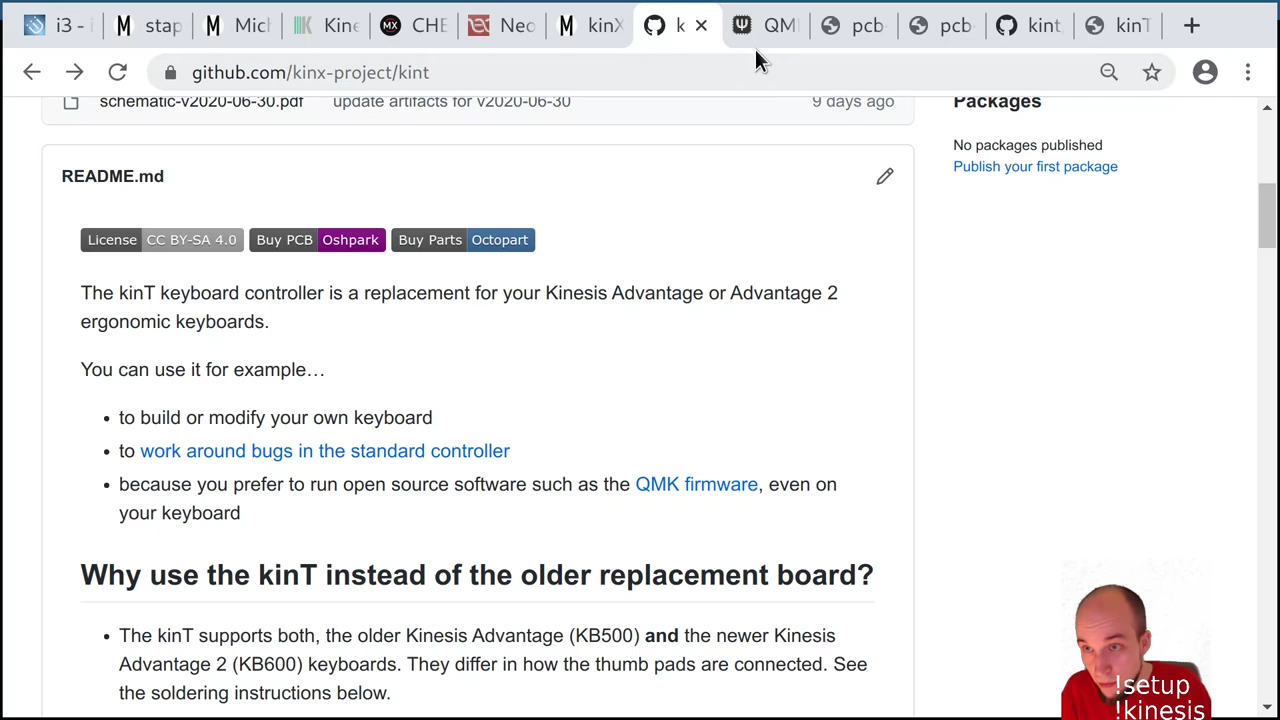 i3 - i
stap
Mich
Kine
CHE
Neo
kinX
k
QMI
pcb-
pcb-
kint
kinT
github.com/kinx-project/kint
schematic-v2020-06-30.pdf update artifacts for v2020-06-30 9 days ago
Packages
No packages published
Publish your first package
README.md
License CC BY-SA 4.0 Buy PCB Oshpark Buy Parts Octopart
The kinT keyboard controller is a replacement for your Kinesis Advantage or Advantage 2
ergonomic keyboards.
You can use it for example…
• to build or modify your own keyboard
• to work around bugs in the standard controller
• because you prefer to run open source software such as the QMK firmware, even on
your keyboard
Why use the kinT instead of the older replacement board?
• The kinT supports both, the older Kinesis Advantage (KB500) and the newer Kinesis
Advantage 2 (KB600) keyboards. They differ in how the thumb pads are connected. See
the soldering instructions below.
!setup
!kinesis